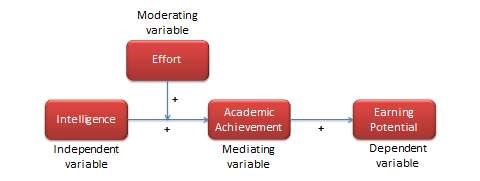 Moderating
variable
Effort
+
Intelligence
+
Academic
Achievement
+
Earning
Potential
Independent
variable
Mediating
variable
Dependent
variable